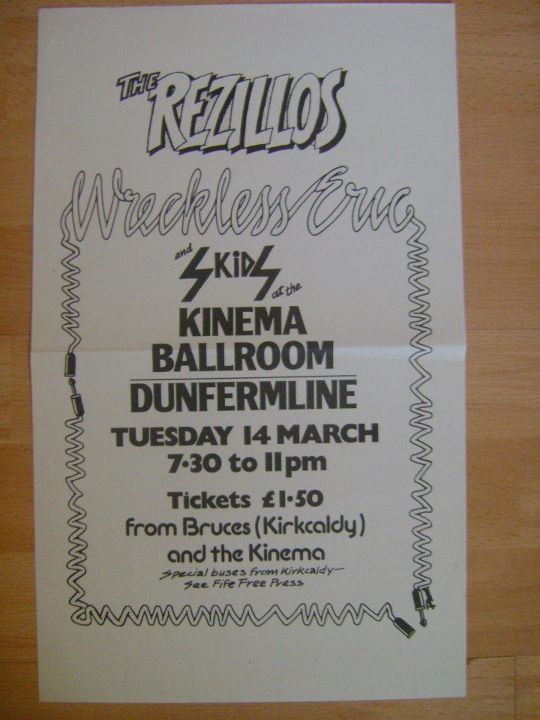 THE REZILLOS
Wreckless Eric
and SKIDS at the
KINEMA
BALLROOM
DUNFERMLINE
TUESDAY 14 MARCH
7·30 to 11pm
Tickets £1·50
from Bruces (Kirkcaldy)
and the Kinema
Special buses from Kirkcaldy—
See Fife Free Press